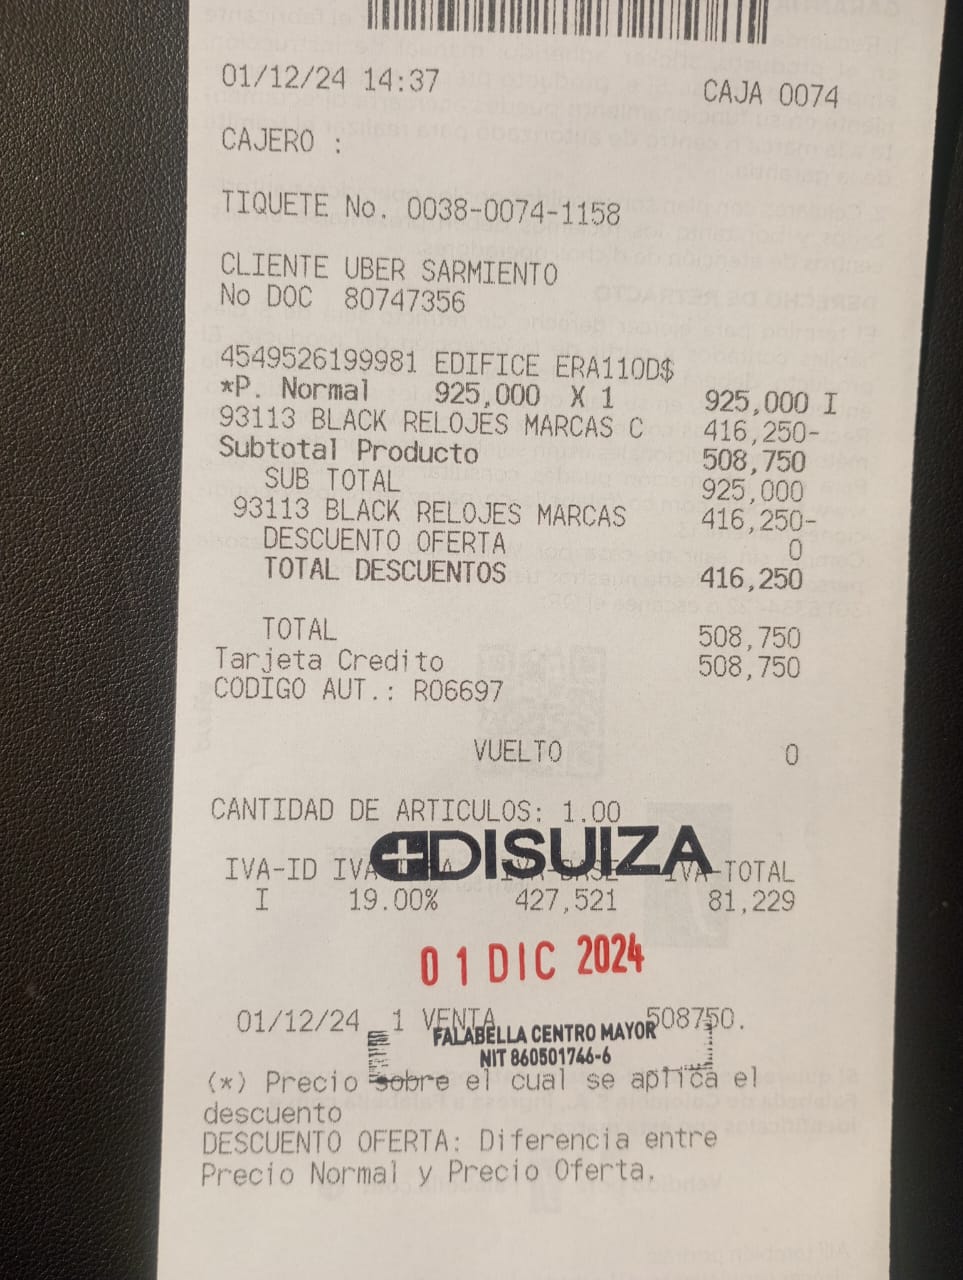 01/12/24 14:37 CAJA 0074
CAJERO :
TIQUETE No. 0038-0074-1158
CLIENTE UBER SARMIENTO
No DOC 80747356
4549526199981 EDIFICE ERA110D$
*P. Normal 925,000 X 1 925,000 I
93113 BLACK RELOJES MARCAS C 416,250-
Subtotal Producto 508,750
SUB TOTAL 925,000
93113 BLACK RELOJES MARCAS 416,250-
DESCUENTO OFERTA 0
TOTAL DESCUENTOS 416,250
TOTAL 508,750
Tarjeta Credito 508,750
CODIGO AUT.: R06697
VUELTO 0
CANTIDAD DE ARTICULOS: 1.00
DISUIZA
IVA-ID IVA IVA-BASE IVA-TOTAL
I 19.00% 427,521 81,229
01 DIC 2024
01/12/24 1 VENTA 508750.
FALABELLA CENTRO MAYOR
NIT 860501746-6
(*) Precio sobre el cual se aplica el
descuento
DESCUENTO OFERTA: Diferencia entre
Precio Normal y Precio Oferta.